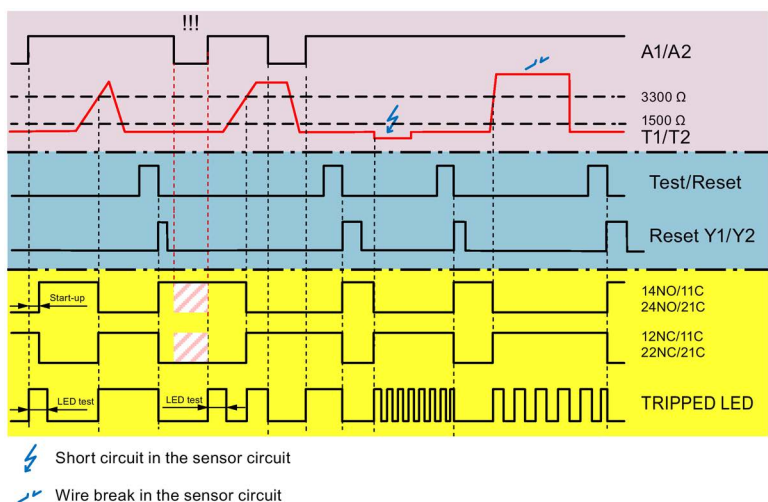 !!!
A1/A2
3300 Ω
1500 Ω
T1/T2
Test/Reset
Reset Y1/Y2
Start-up
14NO/11C
24NO/21C
12NC/11C
22NC/21C
LED test
LED test
TRIPPED LED
Short circuit in the sensor circuit
Wire break in the sensor circuit